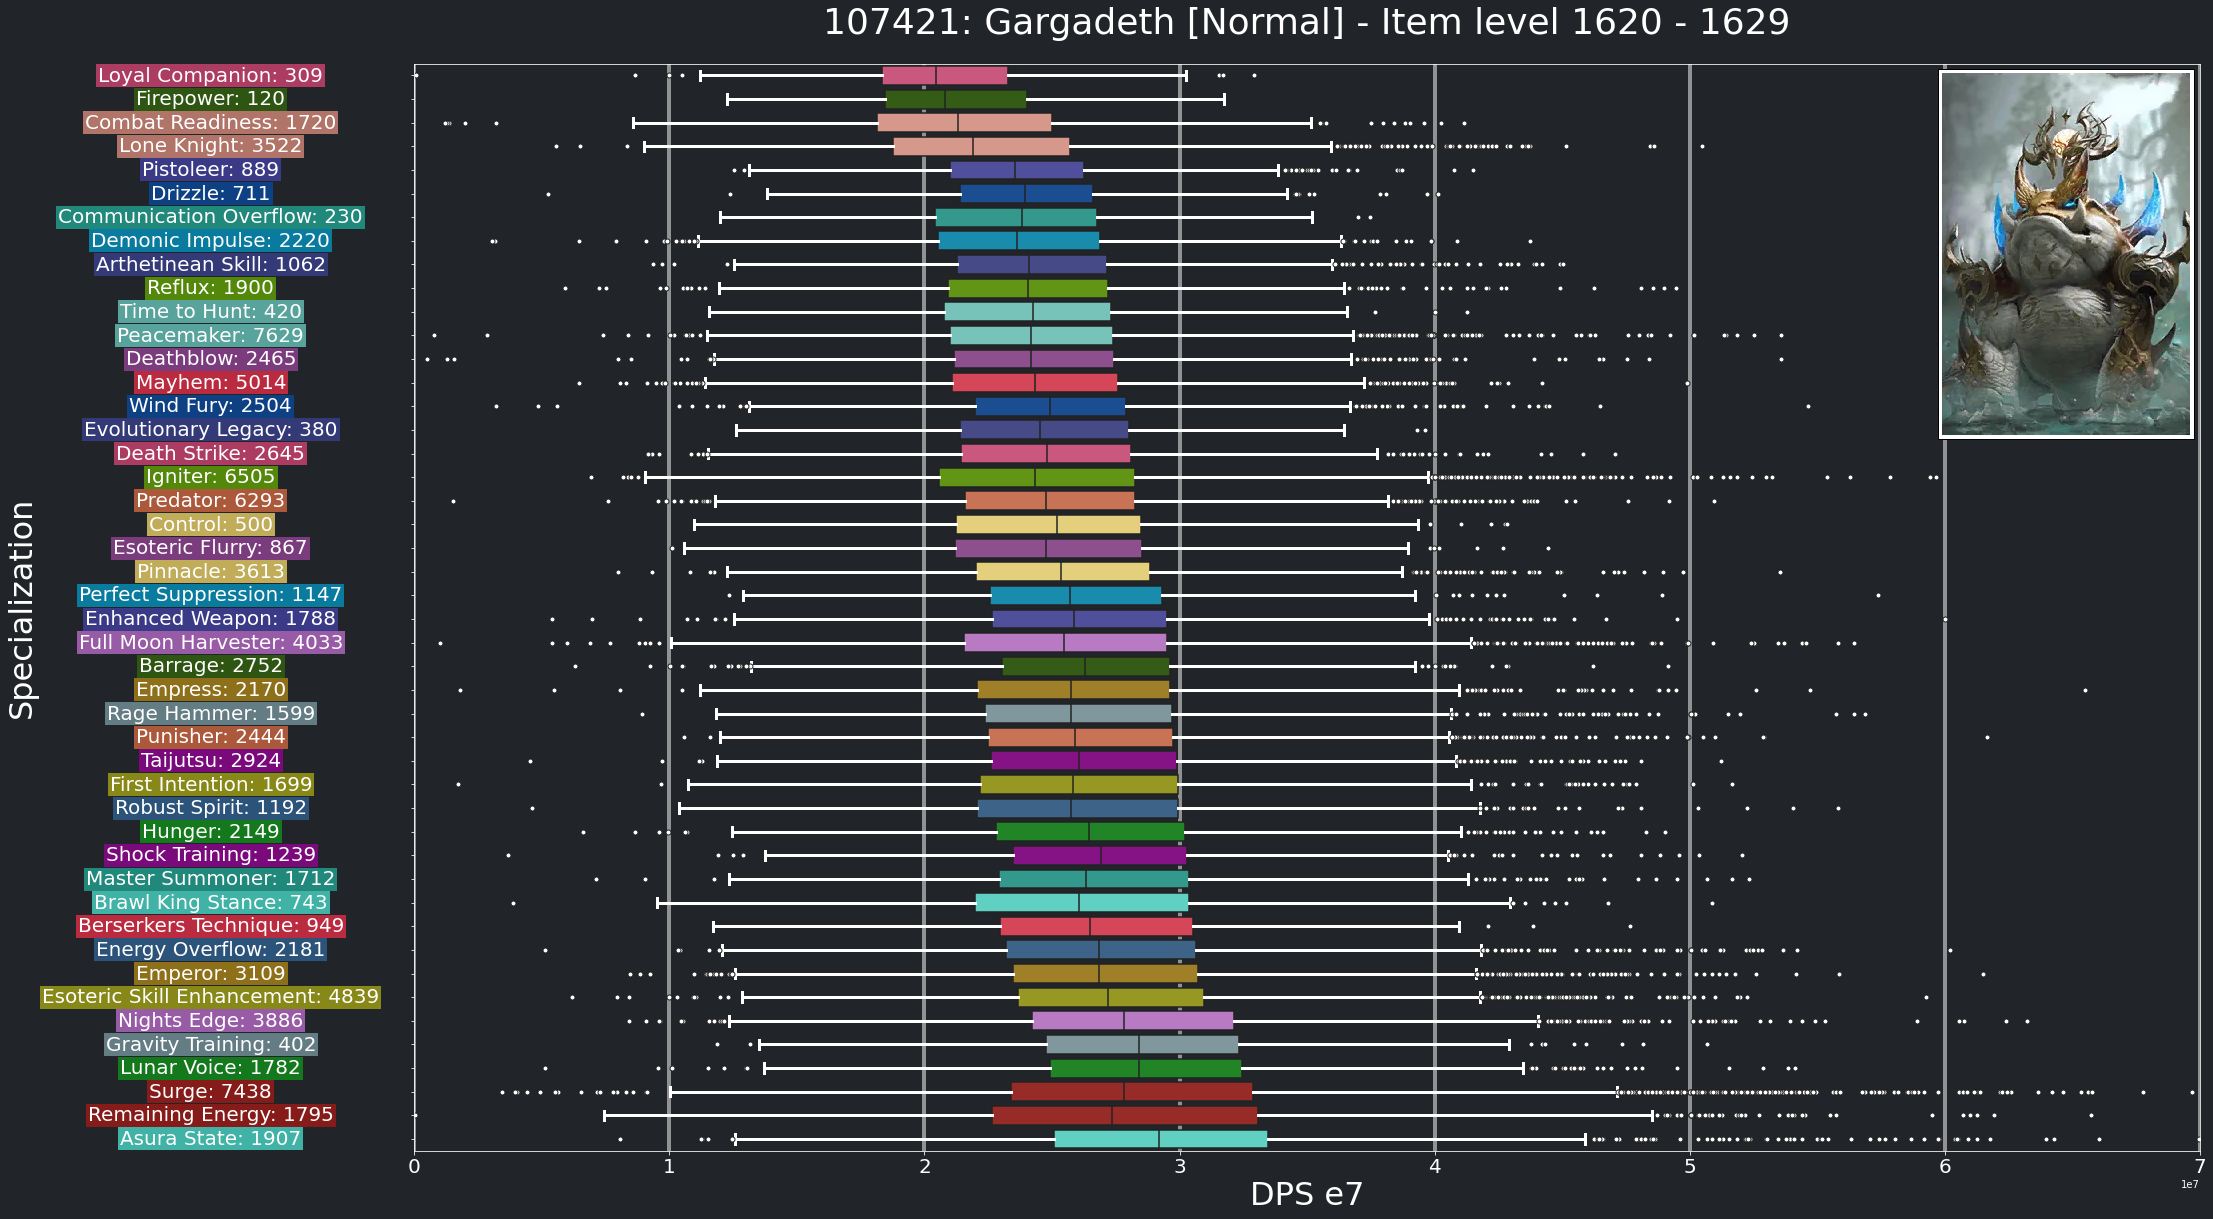 107421: Gargadeth [Normal] - Item level 1620 - 1629
Loyal Companion: 309
Firepower: 120
Combat Readiness: 1720
Lone Knight: 3522
Pistoleer: 889
Drizzle: 711
Communication Overflow: 230
Demonic Impulse: 2220
Arthetinean Skill: 1062
Reflux: 1900
Time to Hunt: 420
Peacemaker: 7629
Deathblow: 2465
Mayhem: 5014
Wind Fury: 2504
Evolutionary Legacy: 380
Death Strike: 2645
Igniter: 6505
Predator: 6293
Control: 500
Esoteric Flurry: 867
Pinnacle: 3613
Perfect Suppression: 1147
Enhanced Weapon: 1788
Full Moon Harvester: 4033
Barrage: 2752
Empress: 2170
Rage Hammer: 1599
Punisher: 2444
Taijutsu: 2924
First Intention: 1699
Robust Spirit: 1192
Hunger: 2149
Shock Training: 1239
Master Summoner: 1712
Brawl King Stance: 743
Berserkers Technique: 949
Energy Overflow: 2181
Emperor: 3109
Esoteric Skill Enhancement: 4839
Nights Edge: 3886
Gravity Training: 402
Lunar Voice: 1782
Surge: 7438
Remaining Energy: 1795
Asura State: 1907
Specialization
0 1 2 3 4 5 6 7
1e7
DPS e7